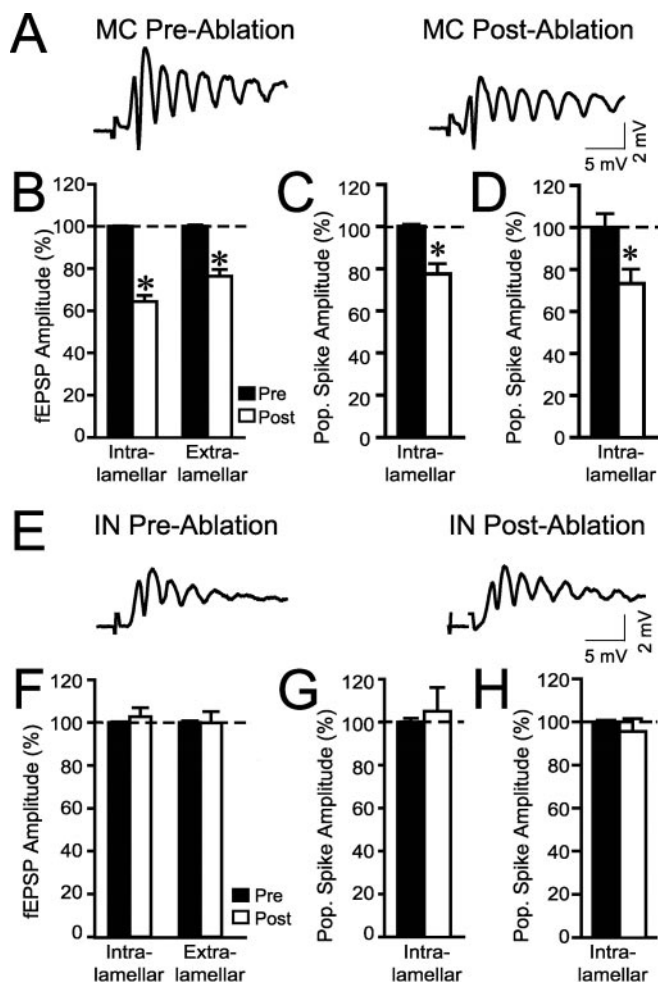 A
MC Pre-Ablation
MC Post-Ablation
5 mV
2 mV
B
fEPSP Amplitude (%)
120
100
80
60
40
20
0
Intra-
lamellar
Extra-
lamellar
Pre
Post
C
Pop. Spike Amplitude (%)
120
100
80
60
40
20
0
*
*
*
Intra-
lamellar
D
Pop. Spike Amplitude (%)
120
100
80
60
40
20
0
*
Intra-
lamellar
E
IN Pre-Ablation
IN Post-Ablation
5 mV
2 mV
F
fEPSP Amplitude (%)
120
100
80
60
40
20
0
Intra-
lamellar
Extra-
lamellar
Pre
Post
G
Pop. Spike Amplitude (%)
120
100
80
60
40
20
0
Intra-
lamellar
H
Pop. Spike Amplitude (%)
120
100
80
60
40
20
0
Intra-
lamellar